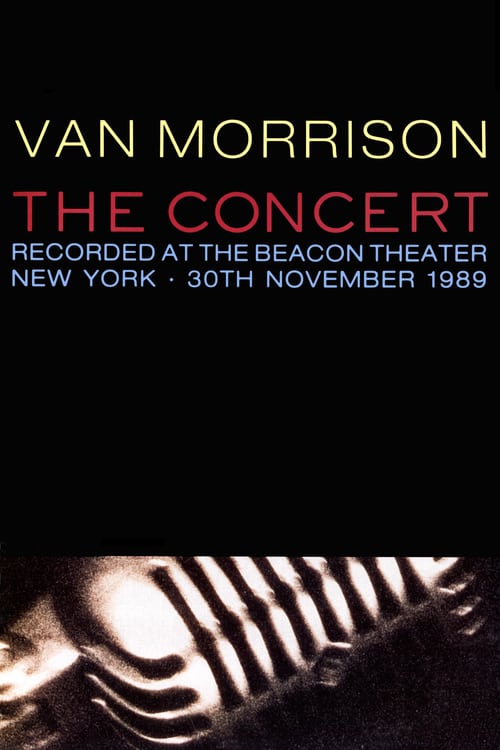 VAN MORRISON
THE CONCERT
RECORDED AT THE BEACON THEATER
NEW YORK · 30TH NOVEMBER 1989